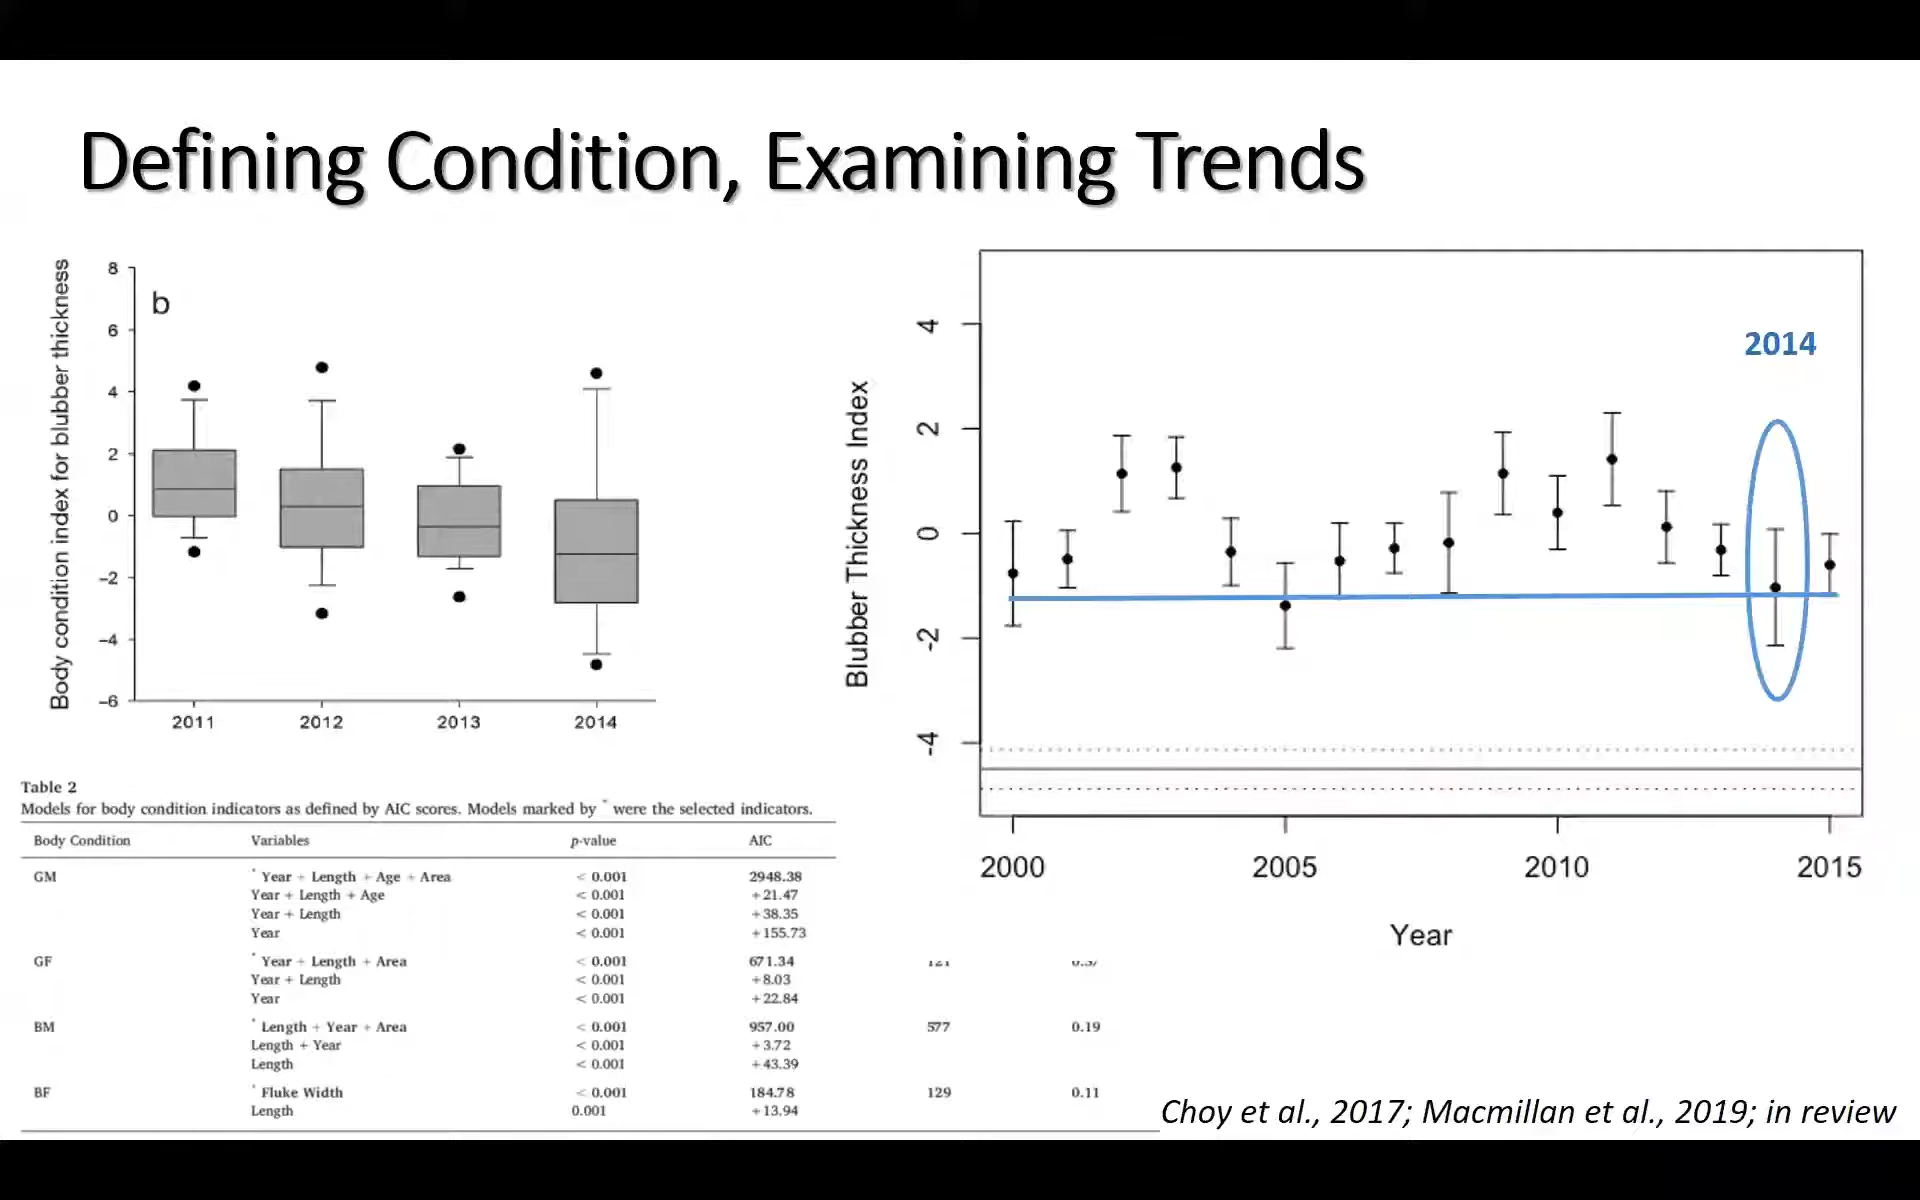 Defining Condition, Examining Trends
Body condition index for blubber thickness
8
6
4
2
0
–2
–4
–6
b
2011 2012 2013 2014
Blubber Thickness Index
4
2
0
-2
-4
2014
2000 2005 2010 2015
Year
Table 2
Models for body condition indicators as defined by AIC scores. Models marked by * were the selected indicators.
Body Condition Variables p-value AIC
GM * Year + Length + Age + Area < 0.001 2948.38
Year + Length + Age < 0.001 +21.47
Year + Length < 0.001 +38.35
Year < 0.001 +155.73
GF * Year + Length + Area < 0.001 671.34
Year + Length < 0.001 +8.03
Year < 0.001 +22.84
BM * Length + Year + Area < 0.001 957.00 577 0.19
Length + Year < 0.001 +3.72
Length < 0.001 +43.39
BF * Fluke Width < 0.001 184.78 129 0.11
Length 0.001 +13.94
Choy et al., 2017; Macmillan et al., 2019; in review